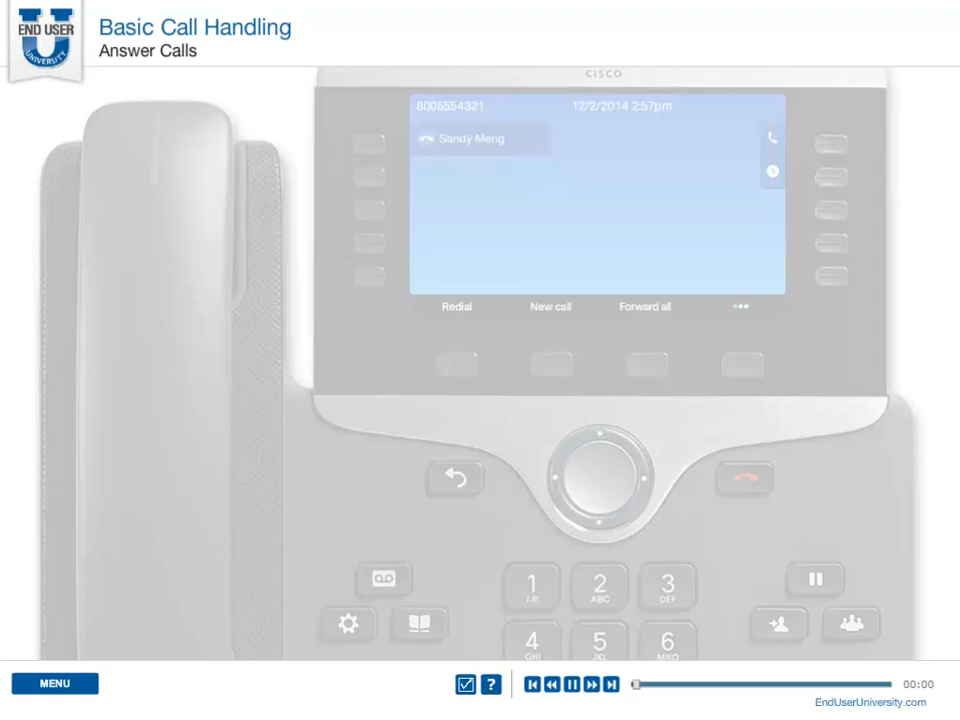 END USER
U
UNIVERSITY
Basic Call Handling
Answer Calls
CISCO
8005554321 12/2/2014 2:57pm
Sandy Meng
Redial New call Forward all
1 2 3
ABC DEF
4 5 6
GHI JKL MNO
MENU
?
00:00
EndUserUniversity.com